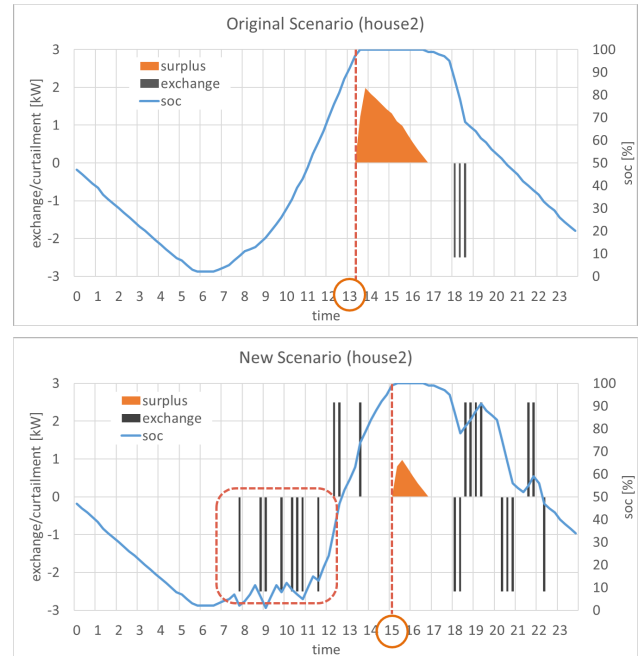 Original Scenario (house2)
3
2
1
0
-1
-2
-3
exchange/curtailment [kW]
surplus
exchange
soc
100
90
80
70
60
50
40
30
20
10
0
soc [%]
0 1 2 3 4 5 6 7 8 9 10 11 12 13 14 15 16 17 18 19 20 21 22 23
time
New Scenario (house2)
3
2
1
0
-1
-2
-3
exchange/curtailment [kW]
surplus
exchange
soc
100
90
80
70
60
50
40
30
20
10
0
soc [%]
0 1 2 3 4 5 6 7 8 9 10 11 12 13 14 15 16 17 18 19 20 21 22 23
time